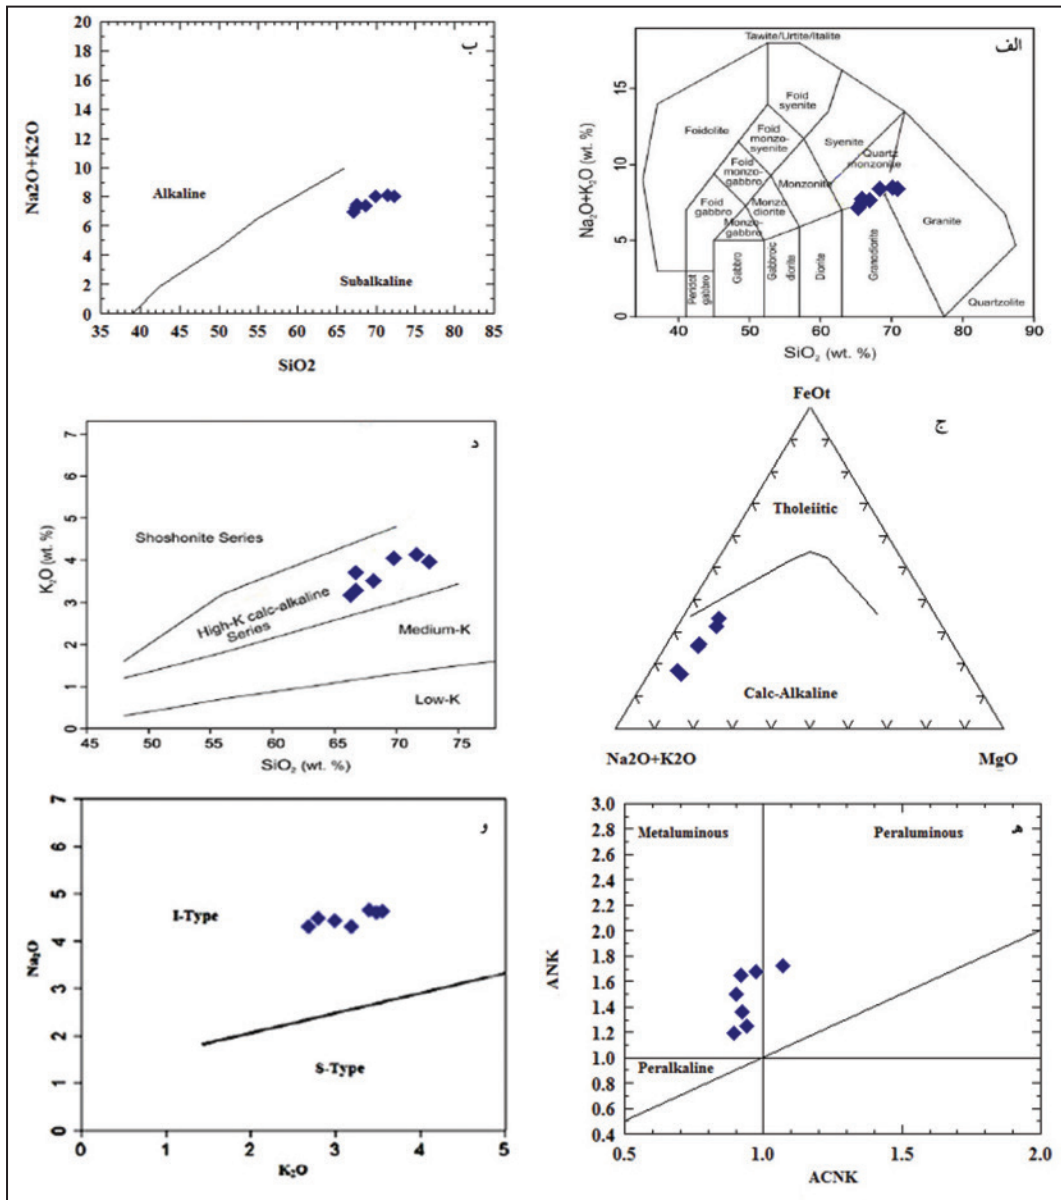 ب
20
18
16
14
12
10
8
6
4
2
0
Na2O+K2O
Alkaline
Subalkaline
35 40 45 50 55 60 65 70 75 80 85
SiO2
الف
Tawite/Urtite/Italite
15
10
5
0
Na₂O+K₂O (wt. %)
Foidolite
Foid
syenite
Foid
monzo-
syenite
Syenite
Foid
monzo-
gabbro
Quartz
monzonite
Monzonite
Foid
gabbro
Monzo
diorite
Monzo-
gabbro
Granite
Peridot
gabbro
Gabbro
Gabbroic
diorite
Diorite
Granodiorite
Quartzolite
40 50 60 70 80 90
SiO₂ (wt. %)
د
7
6
5
4
3
2
1
0
K₂O (wt. %)
Shoshonite Series
High-K calc-alkaline
Series
Medium-K
Low-K
45 50 55 60 65 70 75
SiO₂ (wt. %)
ج
FeOt
Tholeiitic
Calc-Alkaline
Na2O+K2O MgO
و
7
6
5
4
3
2
1
0
Na₂O
I-Type
S-Type
0 1 2 3 4 5
K₂O
ه
3.0
2.8
2.6
2.4
2.2
2.0
1.8
1.6
1.4
1.2
1.0
0.8
0.6
0.4
ANK
Metaluminous Peraluminous
Peralkaline
0.5 1.0 2.0
ACNK